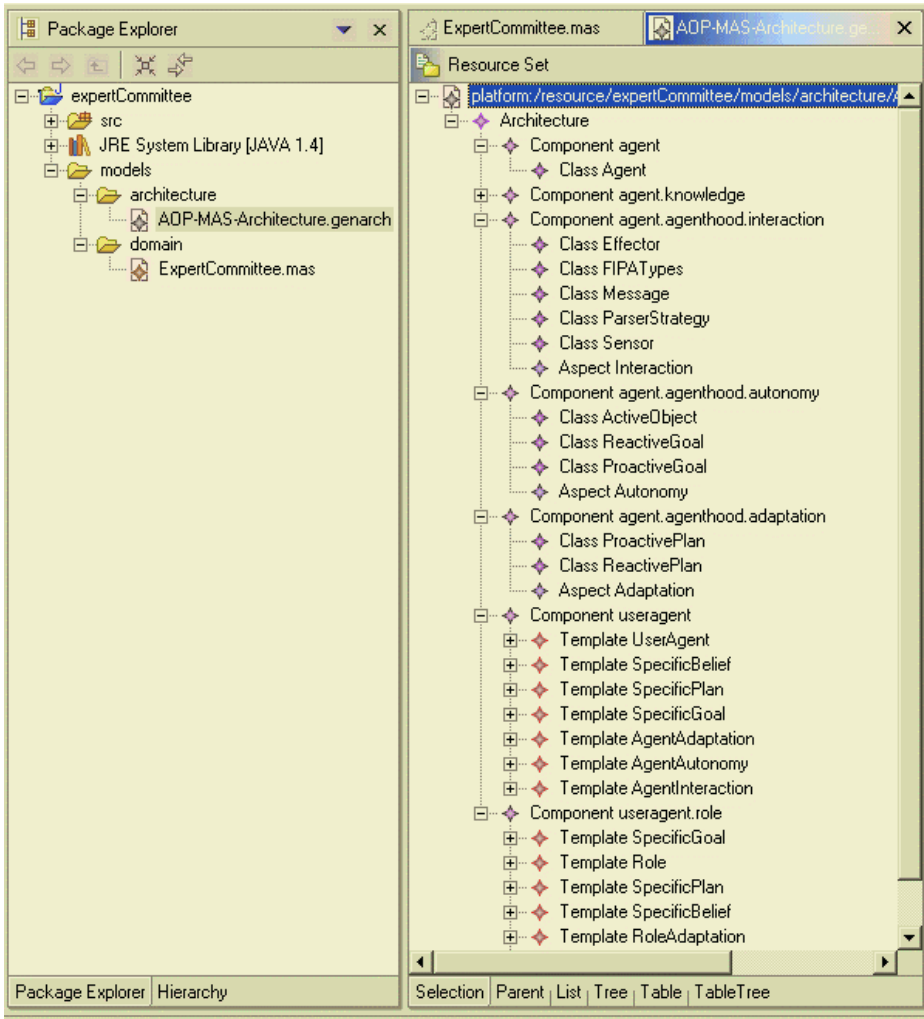 Package Explorer
expertCommittee
src
JRE System Library [JAVA 1.4]
models
architecture
AOP-MAS-Architecture.genarch
domain
ExpertCommittee.mas
Package Explorer Hierarchy
ExpertCommittee.mas AOP-MAS-Architecture.ge...
Resource Set
platform:/resource/expertCommittee/models/architecture/
Architecture
Component agent
Class Agent
Component agent.knowledge
Component agent.agenthood.interaction
Class Effector
Class FIPATypes
Class Message
Class ParserStrategy
Class Sensor
Aspect Interaction
Component agent.agenthood.autonomy
Class ActiveObject
Class ReactiveGoal
Class ProactiveGoal
Aspect Autonomy
Component agent.agenthood.adaptation
Class ProactivePlan
Class ReactivePlan
Aspect Adaptation
Component useragent
Template UserAgent
Template SpecificBelief
Template SpecificPlan
Template SpecificGoal
Template AgentAdaptation
Template AgentAutonomy
Template AgentInteraction
Component useragent.role
Template SpecificGoal
Template Role
Template SpecificPlan
Template SpecificBelief
Template RoleAdaptation
Selection Parent List Tree Table TableTree